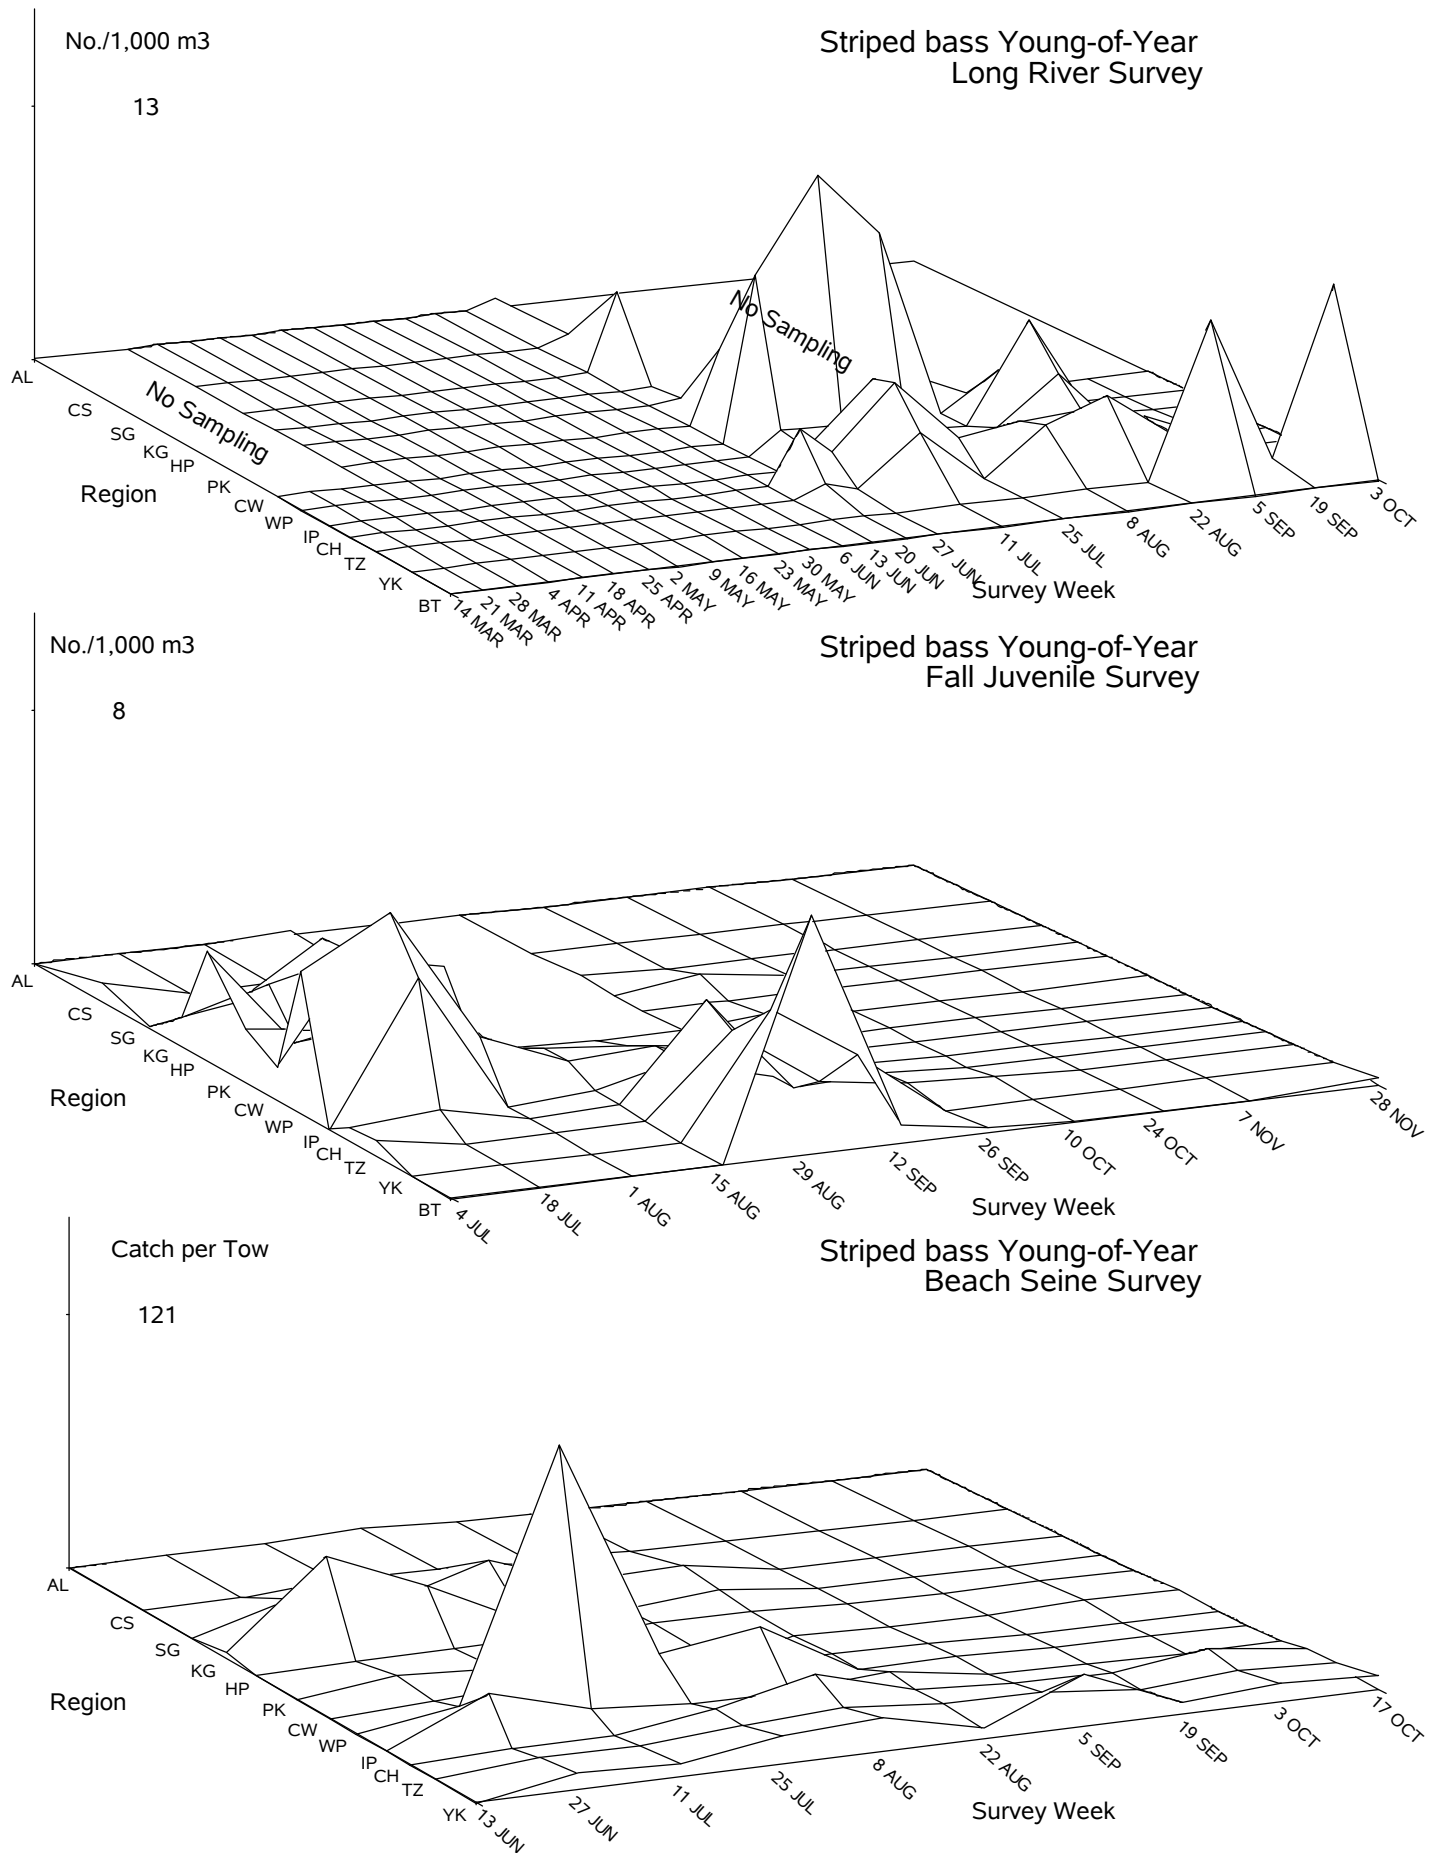 No./1,000 m3
Striped bass Young-of-Year
Long River Survey
13
No Sampling
AL
CS
SG
KG
HP
PK
CW
WP
IP
CH
TZ
YK
BT
No Sampling
Region
14 MAR
21 MAR
28 MAR
4 APR
11 APR
18 APR
25 APR
2 MAY
9 MAY
16 MAY
23 MAY
30 MAY
6 JUN
13 JUN
20 JUN
27 JUN
11 JUL
25 JUL
8 AUG
22 AUG
5 SEP
19 SEP
3 OCT
Survey Week
No./1,000 m3
Striped bass Young-of-Year
Fall Juvenile Survey
8
AL
CS
SG
KG
HP
PK
CW
WP
IP
CH
TZ
YK
BT
Region
4 JUL
18 JUL
1 AUG
15 AUG
29 AUG
12 SEP
26 SEP
10 OCT
24 OCT
7 NOV
28 NOV
Survey Week
Catch per Tow
Striped bass Young-of-Year
Beach Seine Survey
121
AL
CS
SG
KG
HP
PK
CW
WP
IP
CH
TZ
YK
Region
13 JUN
27 JUN
11 JUL
25 JUL
8 AUG
22 AUG
5 SEP
19 SEP
3 OCT
17 OCT
Survey Week